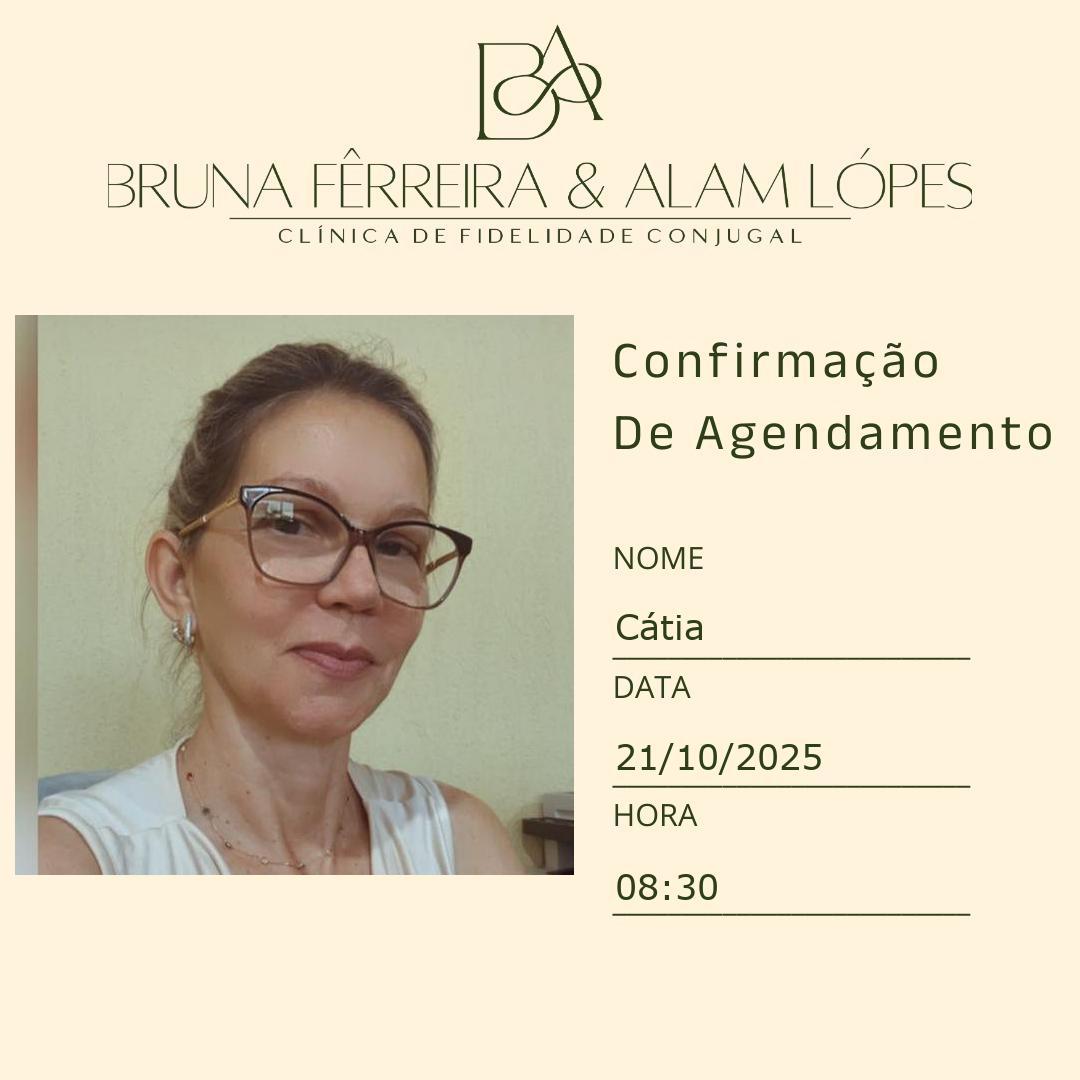 BA
BRUNA FÊRREIRA & ALAM LÓPES
CLÍNICA DE FIDELIDADE CONJUGAL
Confirmação
De Agendamento
NOME
Cátia
DATA
21/10/2025
HORA
08:30